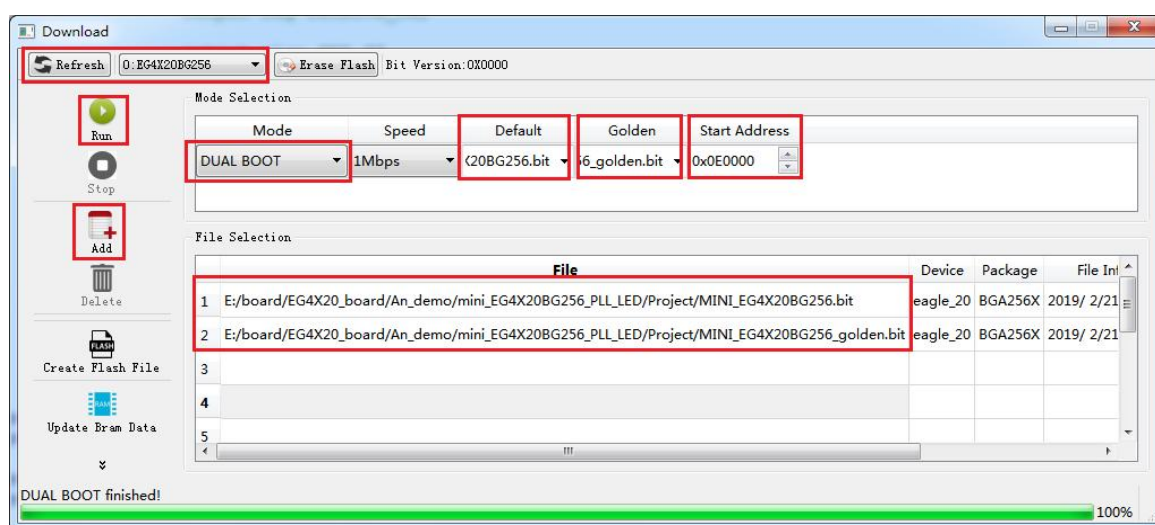 Download
Refresh 0:EG4X20BG256 Erase Flash Bit Version:0X0000
Run
Stop
Add
Delete
Create Flash File
Update Bram Data
Mode Selection
Mode Speed Default Golden Start Address
DUAL BOOT 1Mbps (20BG256.bit 56_golden.bit 0x0E0000
File Selection
File Device Package File Inf
1 E:/board/EG4X20_board/An_demo/mini_EG4X20BG256_PLL_LED/Project/MINI_EG4X20BG256.bit eagle_20 BGA256X 2019/ 2/21
2 E:/board/EG4X20_board/An_demo/mini_EG4X20BG256_PLL_LED/Project/MINI_EG4X20BG256_golden.bit eagle_20 BGA256X 2019/ 2/21
3
4
5
DUAL BOOT finished!
100%